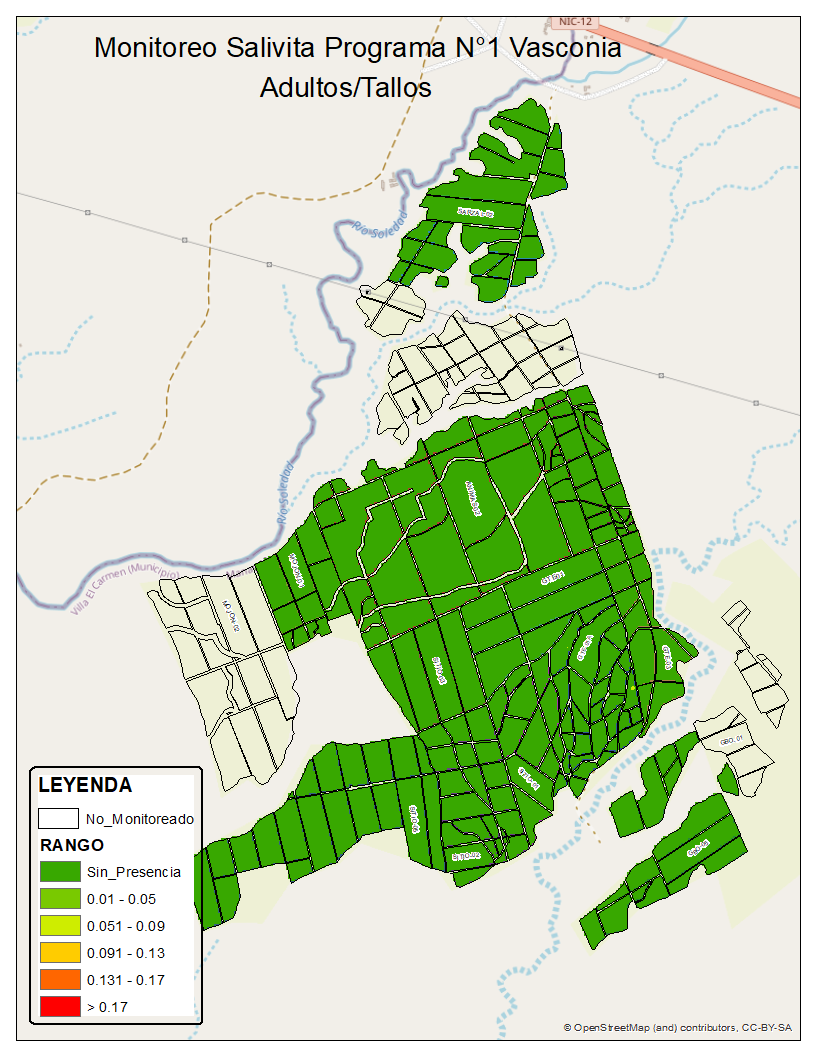 NIC-12
Monitoreo Salivita Programa N°1 Vasconia
Adultos/Tallos
Río Soledad
Río Soledad
Villa El Carmen (Municipio)
GBO_01
LEYENDA
No_Monitoreado
RANGO
Sin_Presencia
0.01 - 0.05
0.051 - 0.09
0.091 - 0.13
0.131 - 0.17
> 0.17
© OpenStreetMap (and) contributors, CC-BY-SA